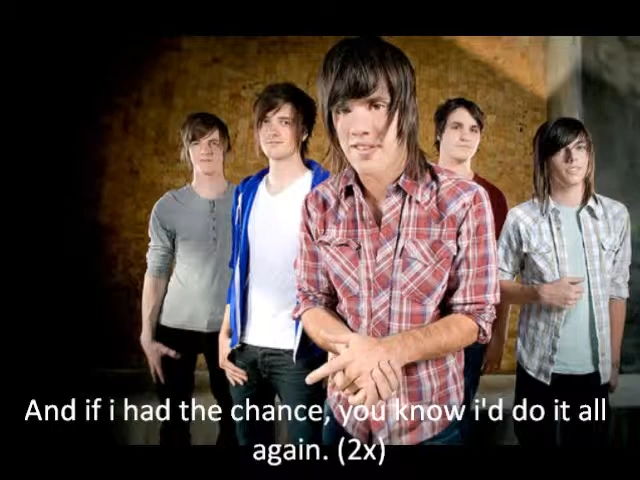 And if i had the chance, you know i'd do it all
again. (2x)